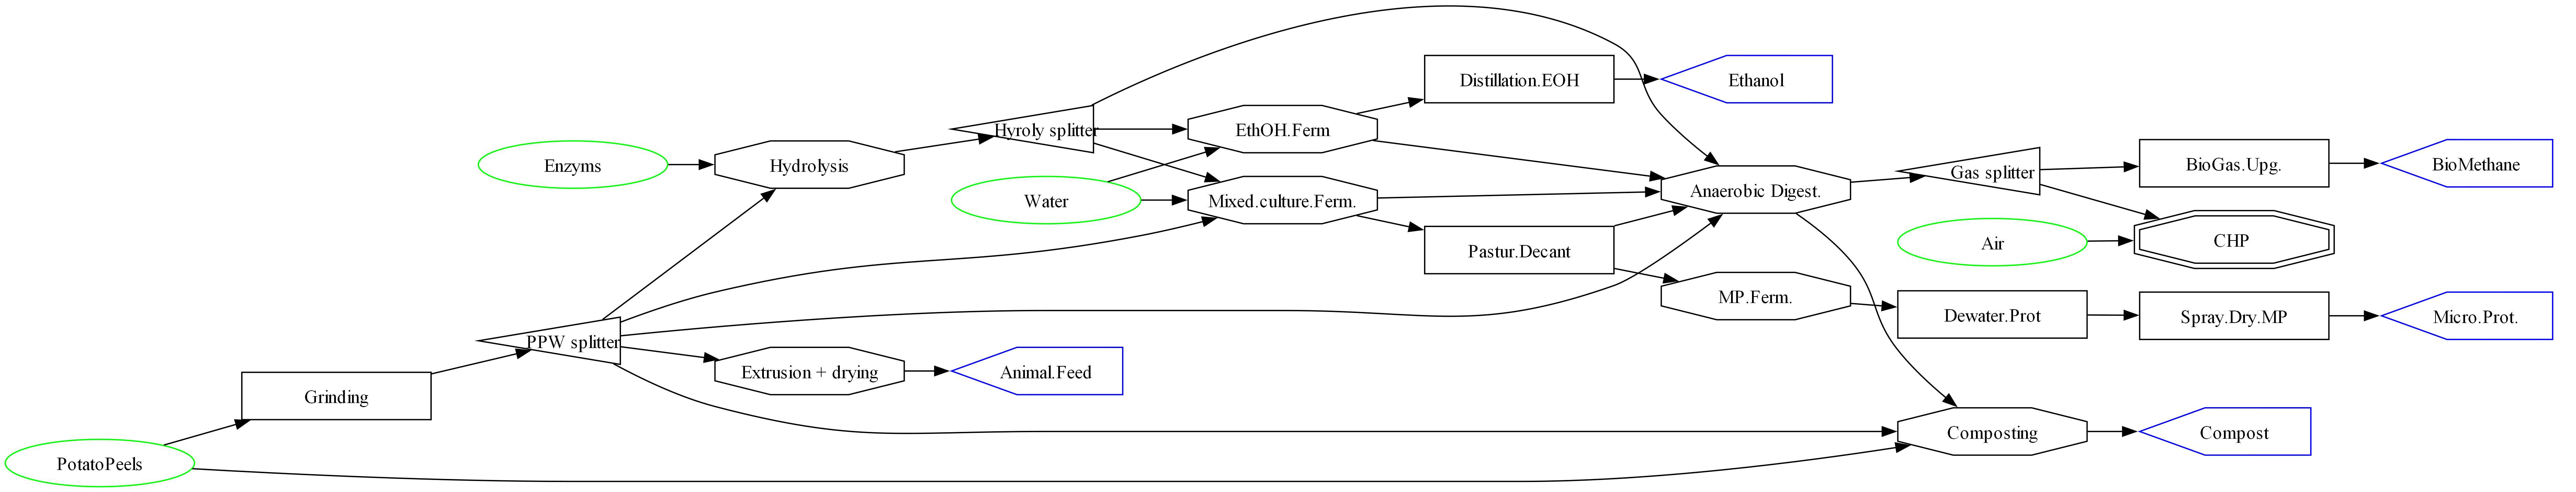 Distillation.EOH
Ethanol
Hyroly splitter
EthOH.Ferm
Enzyms
Hydrolysis
BioGas.Upg.
BioMethane
Gas splitter
Anaerobic Digest.
Water
Mixed.culture.Ferm.
Air
CHP
Pastur.Decant
MP.Ferm.
Dewater.Prot
Spray.Dry.MP
Micro.Prot.
PPW splitter
Extrusion + drying
Animal.Feed
Grinding
Composting
Compost
PotatoPeels